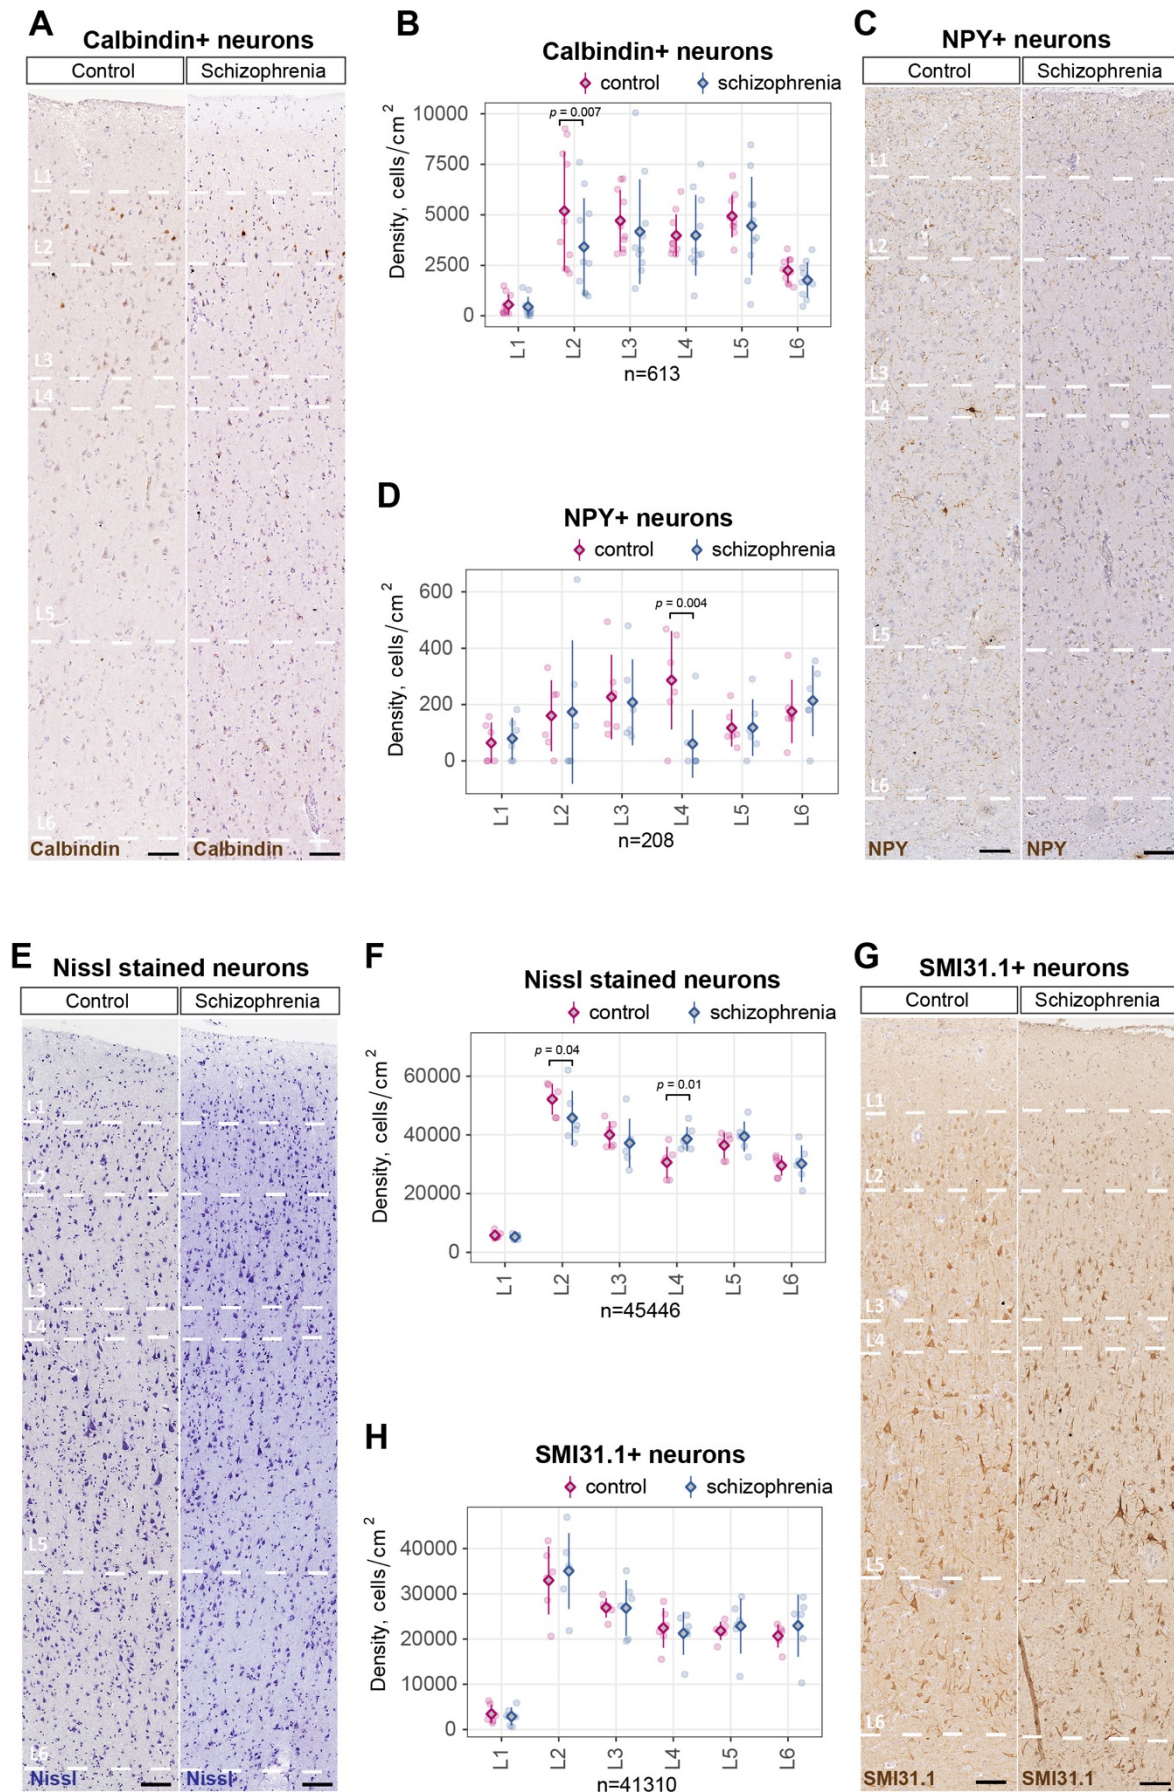 A
Calbindin+ neurons
Control
Schizophrenia
L1
L2
L3
L4
L5
L6
Calbindin
Calbindin
B
Calbindin+ neurons
control
schizophrenia
Density, cells/cm²
10000
7500
5000
2500
0
p = 0.007
L1
L2
L3
L4
L5
L6
n=613
C
NPY+ neurons
Control
Schizophrenia
L1
L2
L3
L4
L5
L6
NPY
NPY
D
NPY+ neurons
control
schizophrenia
Density, cells/cm²
600
400
200
0
p = 0.004
L1
L2
L3
L4
L5
L6
n=208
E
Nissl stained neurons
Control
Schizophrenia
L1
L2
L3
L4
L5
L6
Nissl
Nissl
F
Nissl stained neurons
control
schizophrenia
Density, cells/cm²
60000
40000
20000
0
p = 0.04
p = 0.01
L1
L2
L3
L4
L5
L6
n=45446
G
SMI31.1+ neurons
Control
Schizophrenia
L1
L2
L3
L4
L5
L6
SMI31.1
SMI31.1
H
SMI31.1+ neurons
control
schizophrenia
Density, cells/cm²
40000
30000
20000
10000
0
L1
L2
L3
L4
L5
L6
n=41310